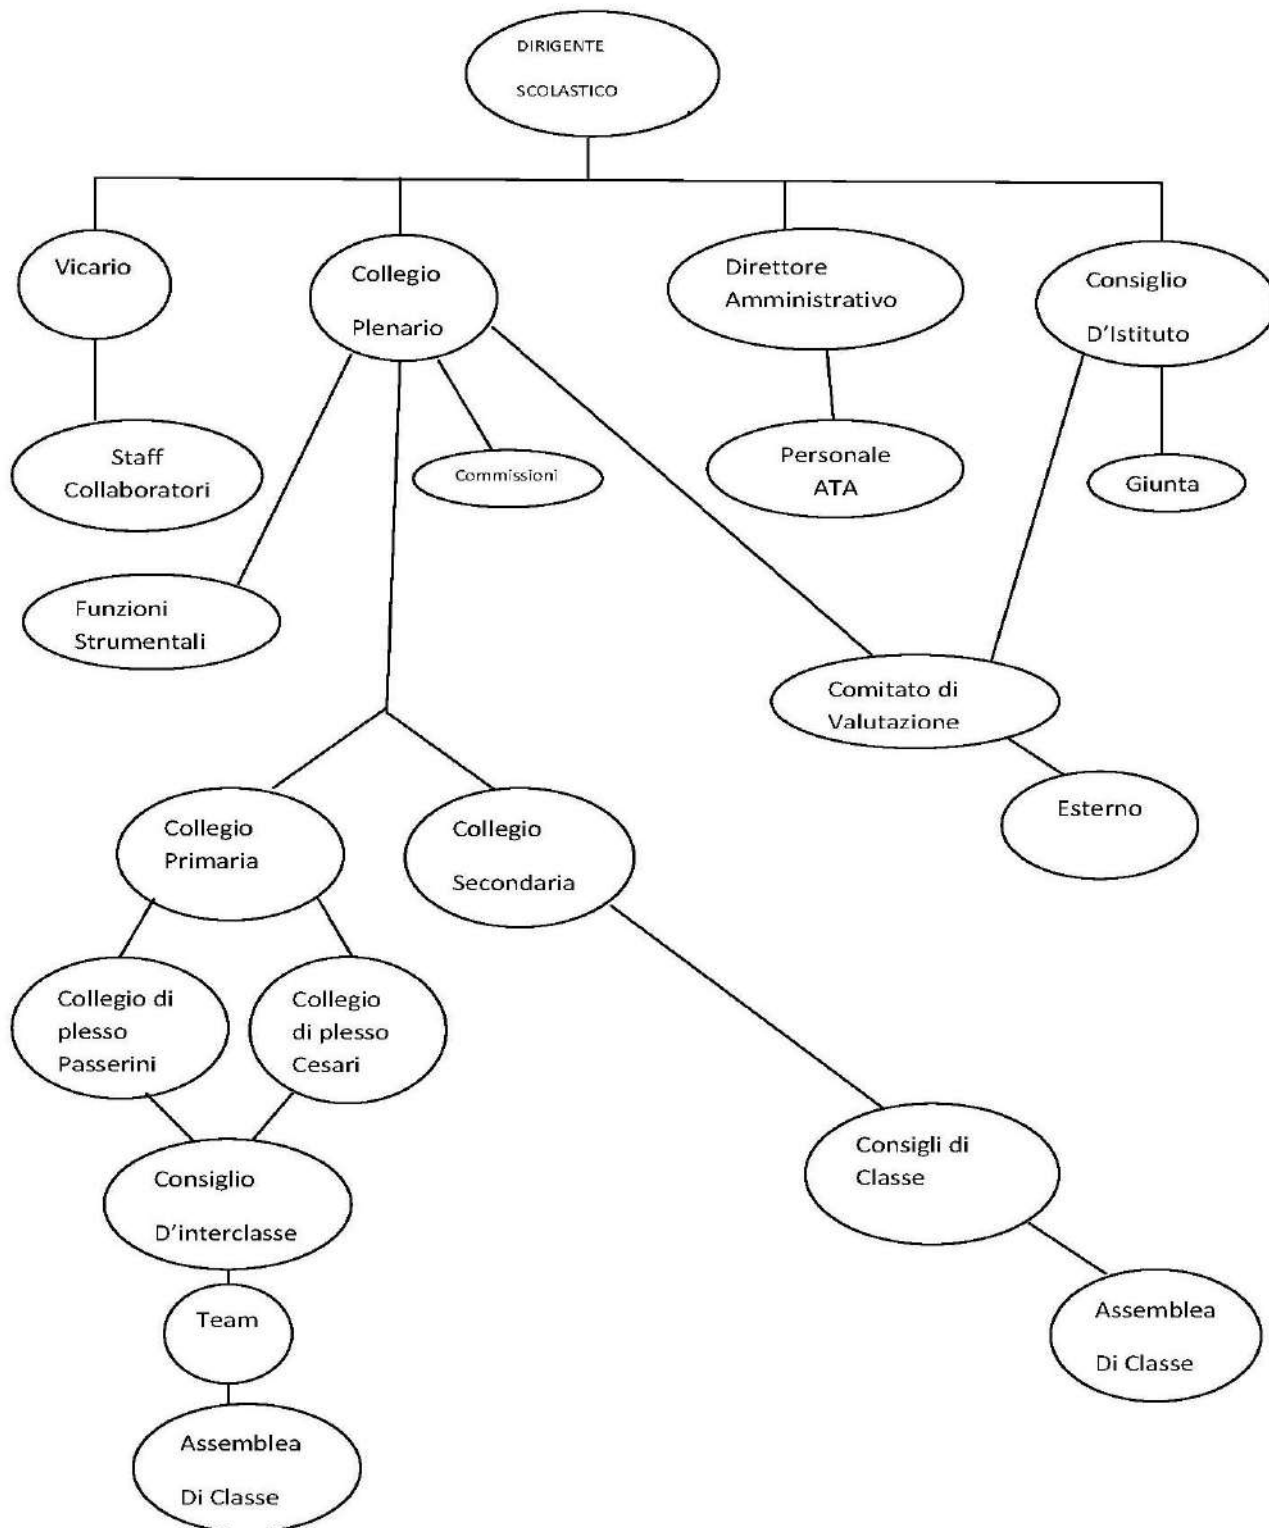 DIRIGENTE
SCOLASTICO
Vicario
Collegio
Plenario
Direttore
Amministrativo
Consiglio
D'Istituto
Staff
Collaboratori
Commissioni
Personale
ATA
Giunta
Funzioni
Strumentali
Comitato di
Valutazione
Esterno
Collegio
Primaria
Collegio
Secondaria
Collegio di
plesso
Passerini
Collegio
di plesso
Cesari
Consiglio
D'interclasse
Consigli di
Classe
Team
Assemblea
Di Classe
Assemblea
Di Classe